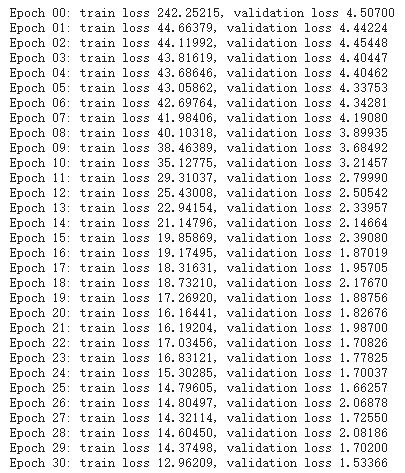 Epoch 00: train loss 242.25215, validation loss 4.50700
Epoch 01: train loss 44.66379, validation loss 4.44224
Epoch 02: train loss 44.11992, validation loss 4.45448
Epoch 03: train loss 43.81619, validation loss 4.40447
Epoch 04: train loss 43.68646, validation loss 4.40462
Epoch 05: train loss 43.05862, validation loss 4.33753
Epoch 06: train loss 42.69764, validation loss 4.34281
Epoch 07: train loss 41.98406, validation loss 4.19080
Epoch 08: train loss 40.10318, validation loss 3.89935
Epoch 09: train loss 38.46389, validation loss 3.68492
Epoch 10: train loss 35.12775, validation loss 3.21457
Epoch 11: train loss 29.31037, validation loss 2.79990
Epoch 12: train loss 25.43008, validation loss 2.50542
Epoch 13: train loss 22.94154, validation loss 2.33957
Epoch 14: train loss 21.14796, validation loss 2.14664
Epoch 15: train loss 19.85869, validation loss 2.39080
Epoch 16: train loss 19.17495, validation loss 1.87019
Epoch 17: train loss 18.31631, validation loss 1.95705
Epoch 18: train loss 18.73210, validation loss 2.17670
Epoch 19: train loss 17.26920, validation loss 1.88756
Epoch 20: train loss 16.16441, validation loss 1.82676
Epoch 21: train loss 16.19204, validation loss 1.98700
Epoch 22: train loss 17.03456, validation loss 1.70826
Epoch 23: train loss 16.83121, validation loss 1.77825
Epoch 24: train loss 15.30285, validation loss 1.70037
Epoch 25: train loss 14.79605, validation loss 1.66257
Epoch 26: train loss 14.80497, validation loss 2.06878
Epoch 27: train loss 14.32114, validation loss 1.72550
Epoch 28: train loss 14.60450, validation loss 2.08186
Epoch 29: train loss 14.37498, validation loss 1.70200
Epoch 30: train loss 12.96209, validation loss 1.53366